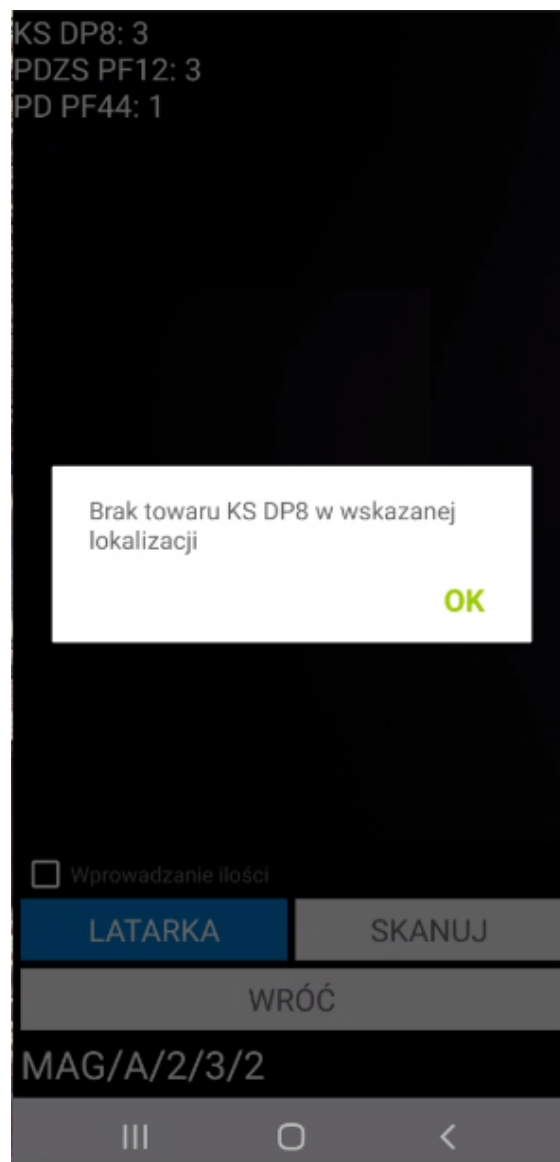 KS DP8: 3
PDZS PF12: 3
PD PF44: 1
Brak towaru KS DP8 w wskazanej
lokalizacji
OK
Wprowadzanie ilości
LATARKA
SKANUJ
WRÓĆ
MAG/A/2/3/2